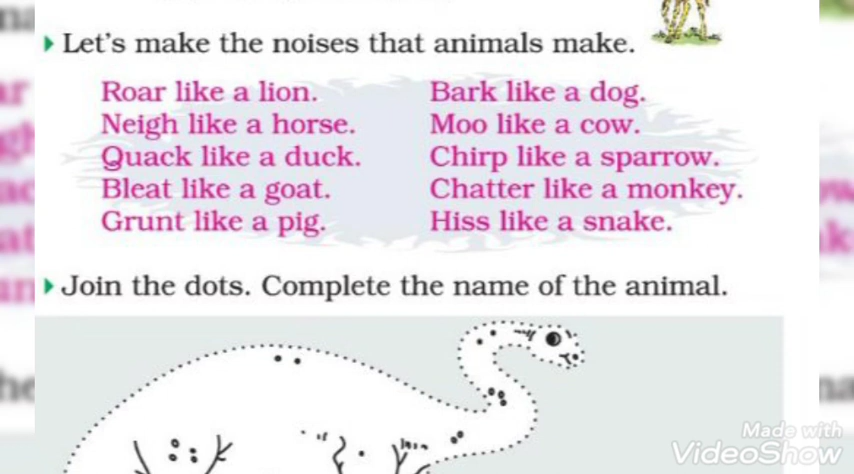 Let's make the noises that animals make.
Roar like a lion.
Neigh like a horse.
Quack like a duck.
Bleat like a goat.
Grunt like a pig.
Bark like a dog.
Moo like a cow.
Chirp like a sparrow.
Chatter like a monkey.
Hiss like a snake.
Join the dots. Complete the name of the animal.
Made with
VideoShow